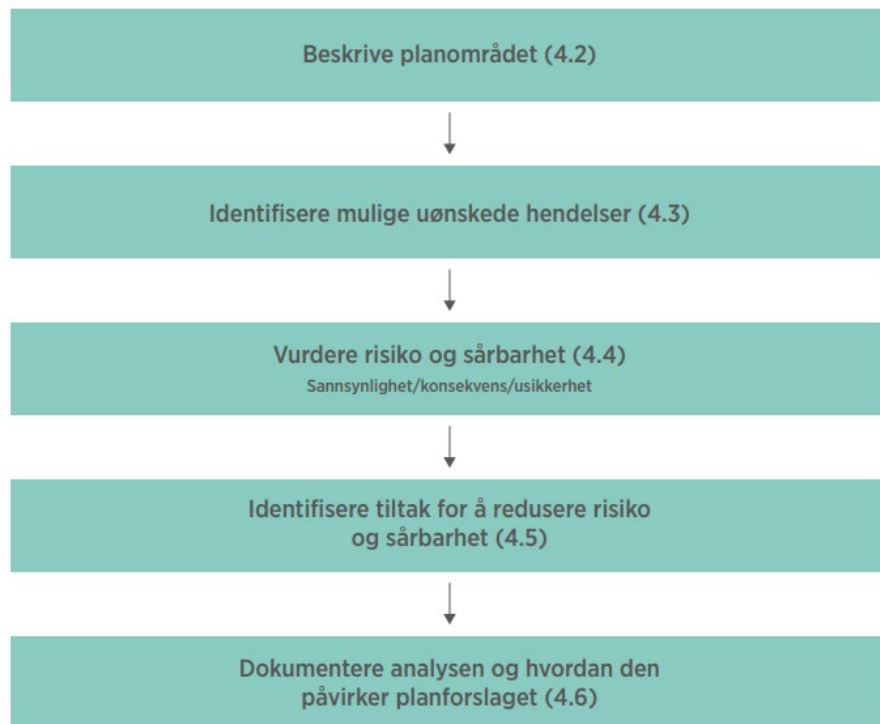 Beskrive planområdet (4.2)
Identifisere mulige uønskede hendelser (4.3)
Vurdere risiko og sårbarhet (4.4)
Sannsynlighet/konsekvens/usikkerhet
Identifisere tiltak for å redusere risiko
og sårbarhet (4.5)
Dokumentere analysen og hvordan den
påvirker planforslaget (4.6)